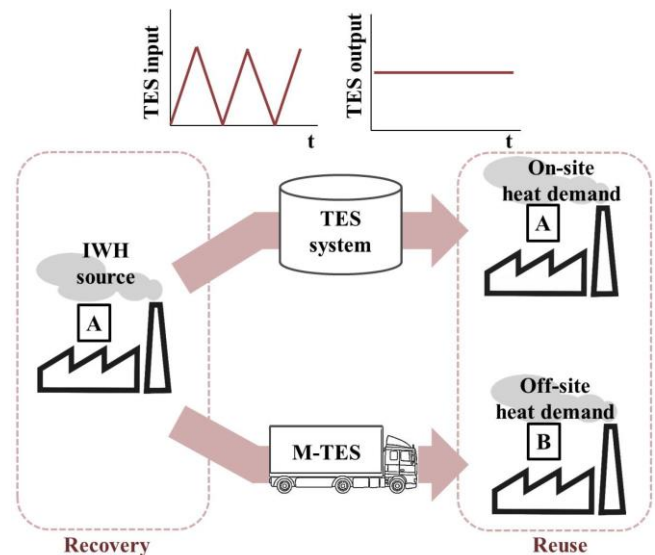 TES input
t
TES output
t
IWH
source
A
TES
system
On-site
heat demand
A
M-TES
Off-site
heat demand
B
Recovery
Reuse